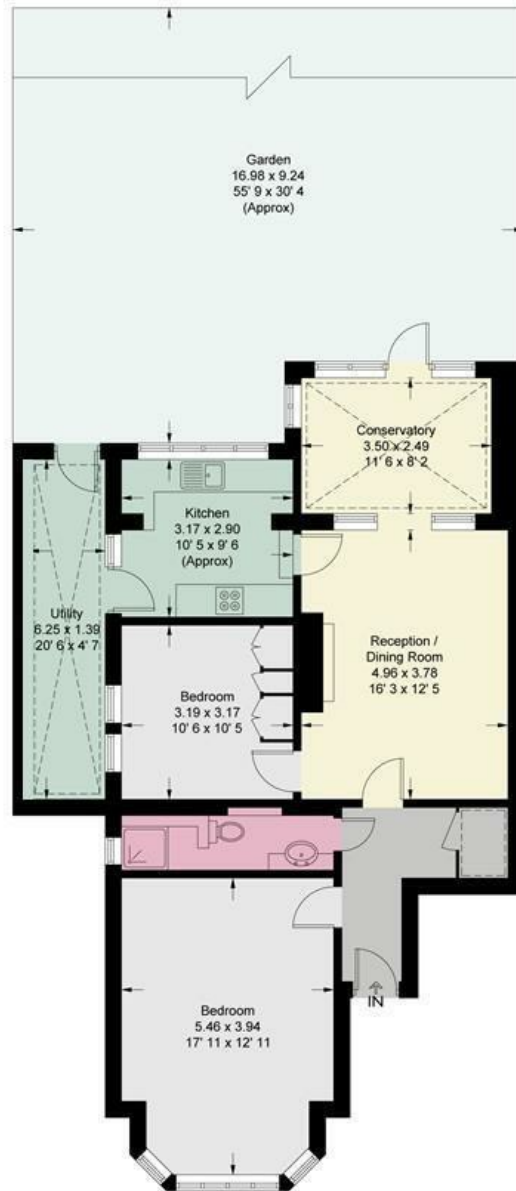 Garden
16.98 x 9.24
55' 9 x 30' 4
(Approx)
Conservatory
3.50 x 2.49
11' 6 x 8' 2
Kitchen
3.17 x 2.90
10' 5 x 9' 6
(Approx)
Utility
6.25 x 1.39
20' 6 x 4' 7
Reception /
Dining Room
4.96 x 3.78
16' 3 x 12' 5
Bedroom
3.19 x 3.17
10' 6 x 10' 5
IN
Bedroom
5.46 x 3.94
17' 11 x 12' 11